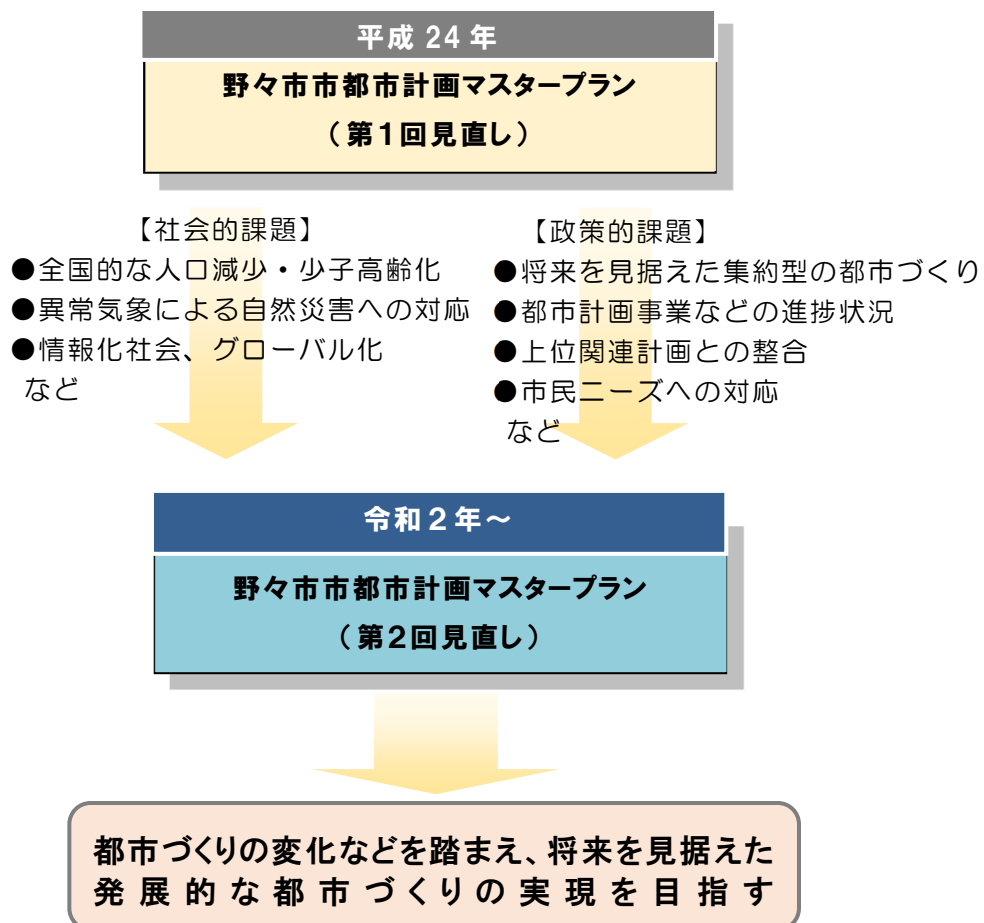 平成24年
野々市市都市計画マスタープラン
（第1回見直し）
【社会的課題】
●全国的な人口減少・少子高齢化
●異常気象による自然災害への対応
●情報化社会、グローバル化
など
【政策的課題】
●将来を見据えた集約型の都市づくり
●都市計画事業などの進捗状況
●上位関連計画との整合
●市民ニーズへの対応
など
令和２年～
野々市市都市計画マスタープラン
（第2回見直し）
都市づくりの変化などを踏まえ、将来を見据えた
発展的な都市づくりの実現を目指す